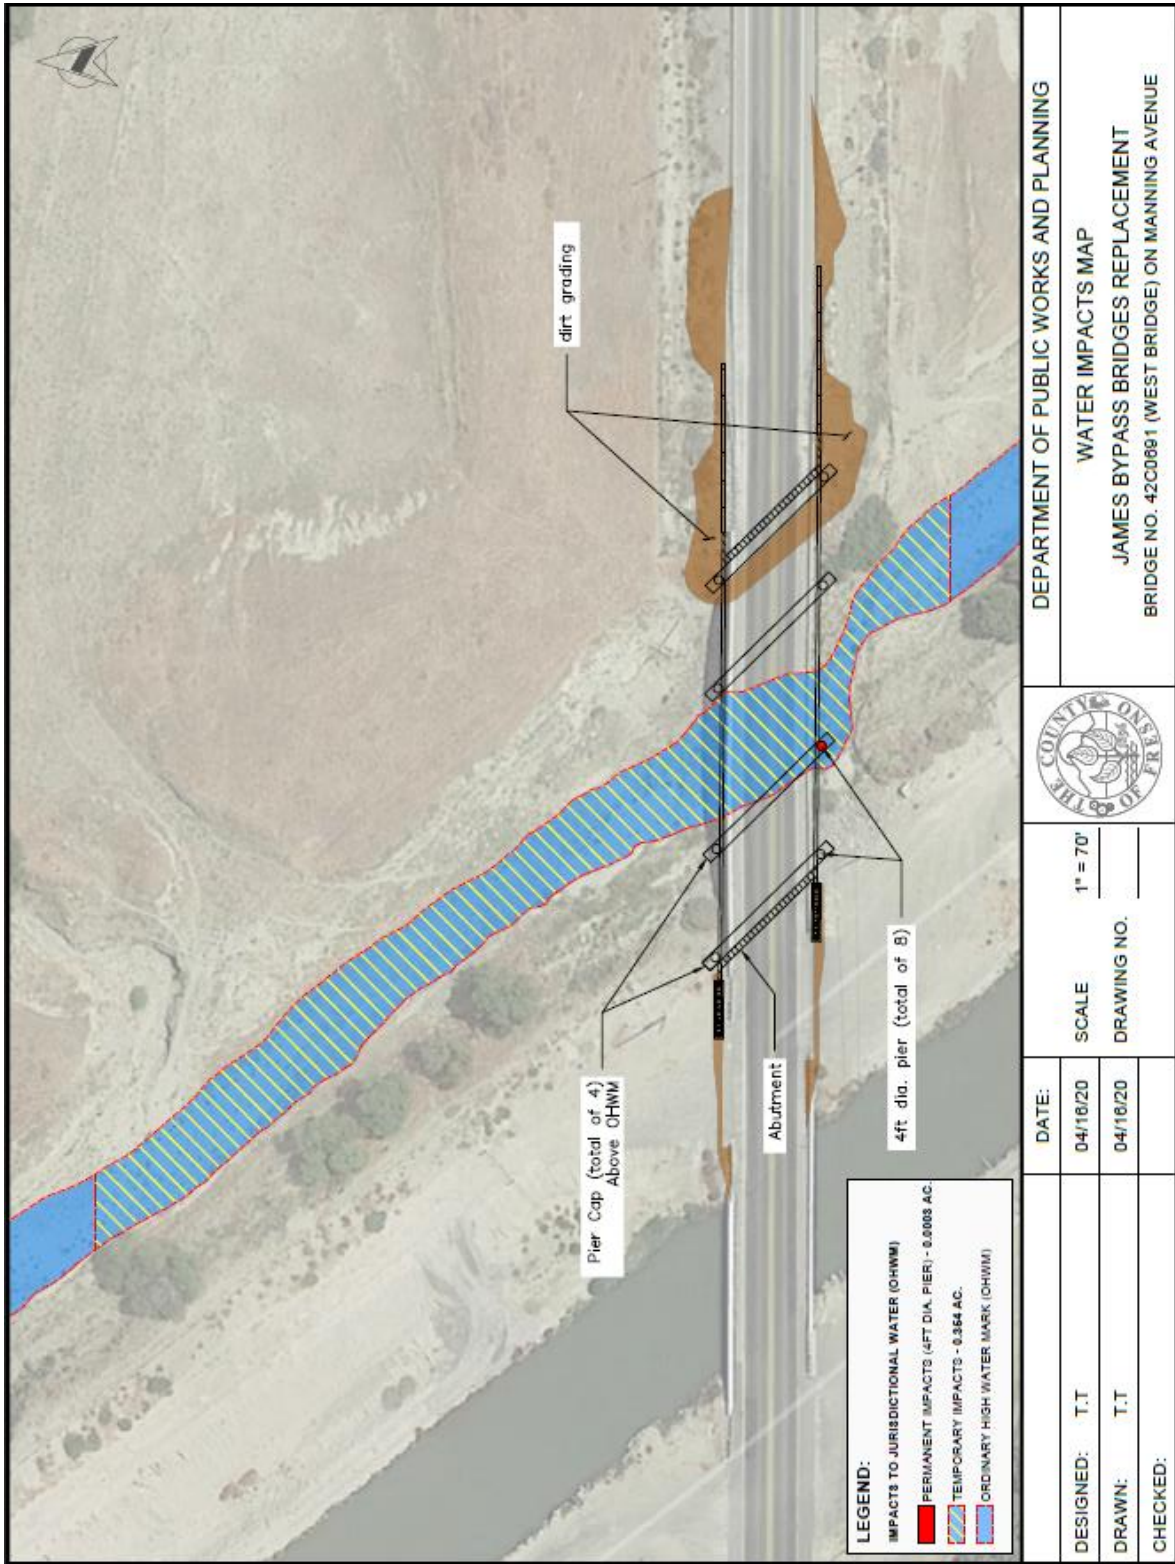 dirt grading
Pier Cap (total of 4)
Above OHWM
Abutment
4ft dia. pier (total of 8)
LEGEND:
IMPACTS TO JURISDICTIONAL WATER (OHWM)
PERMANENT IMPACTS (4FT DIA. PIER) - 0.0003 AC.
TEMPORARY IMPACTS - 0.364 AC.
ORDINARY HIGH WATER MARK (OHWM)
DESIGNED: T.T
DRAWN: T.T
CHECKED:
DATE:
04/16/20
04/16/20
SCALE 1" = 70'
DRAWING NO.
THE COUNTY
OF FRESNO
1856
DEPARTMENT OF PUBLIC WORKS AND PLANNING
WATER IMPACTS MAP
JAMES BYPASS BRIDGES REPLACEMENT
BRIDGE NO. 42C0691 (WEST BRIDGE) ON MANNING AVENUE